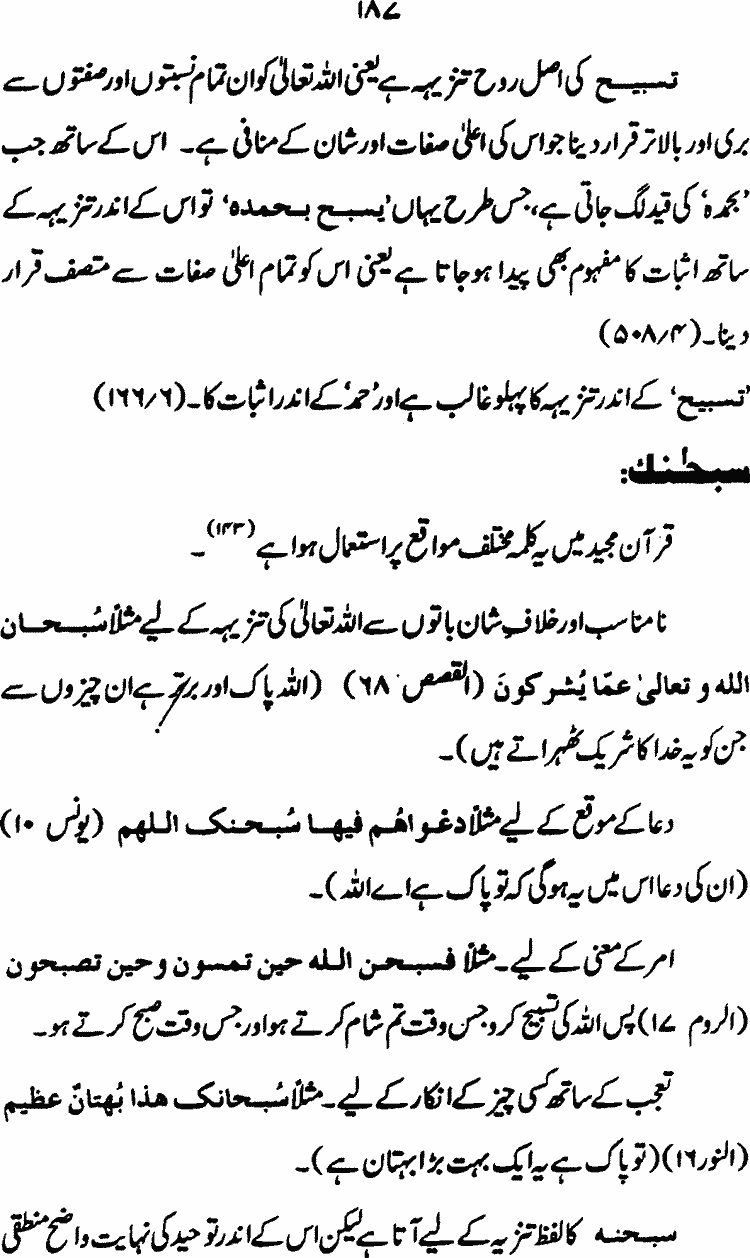 ۱۸۷
تسبیح کی اصل روح تنزیہہ ہے یعنی اللہ تعالیٰ کو ان تمام نسبتوں اور صفتوں سے
بری اور بالاتر قرار دینا جو اس کی اعلیٰ صفات اور شان کے منافی ہے۔ اس کے ساتھ جب
’بحمدہ‘ کی قید لگ جاتی ہے، جس طرح یہاں ’یسبح بحمدہ‘ تو اس کے اندر تنزیہہ کے
ساتھ اثبات کا مفہوم بھی پیدا ہو جاتا ہے یعنی اس کو تمام اعلیٰ صفات سے متصف قرار
دینا۔ (۵۰۸/۴)
’تسبیح‘ کے اندر تنزیہہ کا پہلو غالب ہے اور ’حمد‘ کے اندر اثبات کا۔ (۱۶۶/۶)
سبحٰنك:
قرآن مجید میں یہ کلمہ مختلف مواقع پر استعمال ہوا ہے (۱۴۳)۔
نامناسب اور خلافِ شان باتوں سے اللہ تعالیٰ کی تنزیہہ کے لیے مثلاً سُبحان
الله و تعالیٰ عمّا یُشرکونَ (القصص ۶۸) (اللہ پاک اور برتر ہے ان چیزوں سے
جن کو یہ خدا کا شریک ٹھہراتے ہیں)۔
دعا کے موقع کے لیے مثلاً دعواهُم فیها سُبحنک اللهم (یونس ۱۰)
(ان کی دعا اس میں یہ ہوگی کہ تو پاک ہے اے اللہ)۔
امر کے معنی کے لیے۔ مثلاً فسبحن الله حین تمسون وحین تصبحون
(الروم ۱۷) پس اللہ کی تسبیح کرو جس وقت تم شام کرتے ہو اور جس وقت صبح کرتے ہو۔
تعجب کے ساتھ کسی چیز کے انکار کے لیے۔ مثلاً سُبحانک هذا بُهتانٌ عظیم
(النور ۱۶) (تو پاک ہے یہ ایک بہت بڑا بہتان ہے)۔
سبحنہ کا لفظ تنزیہ کے لیے آتا ہے لیکن اس کے اندر توحید کی نہایت واضح منطقی